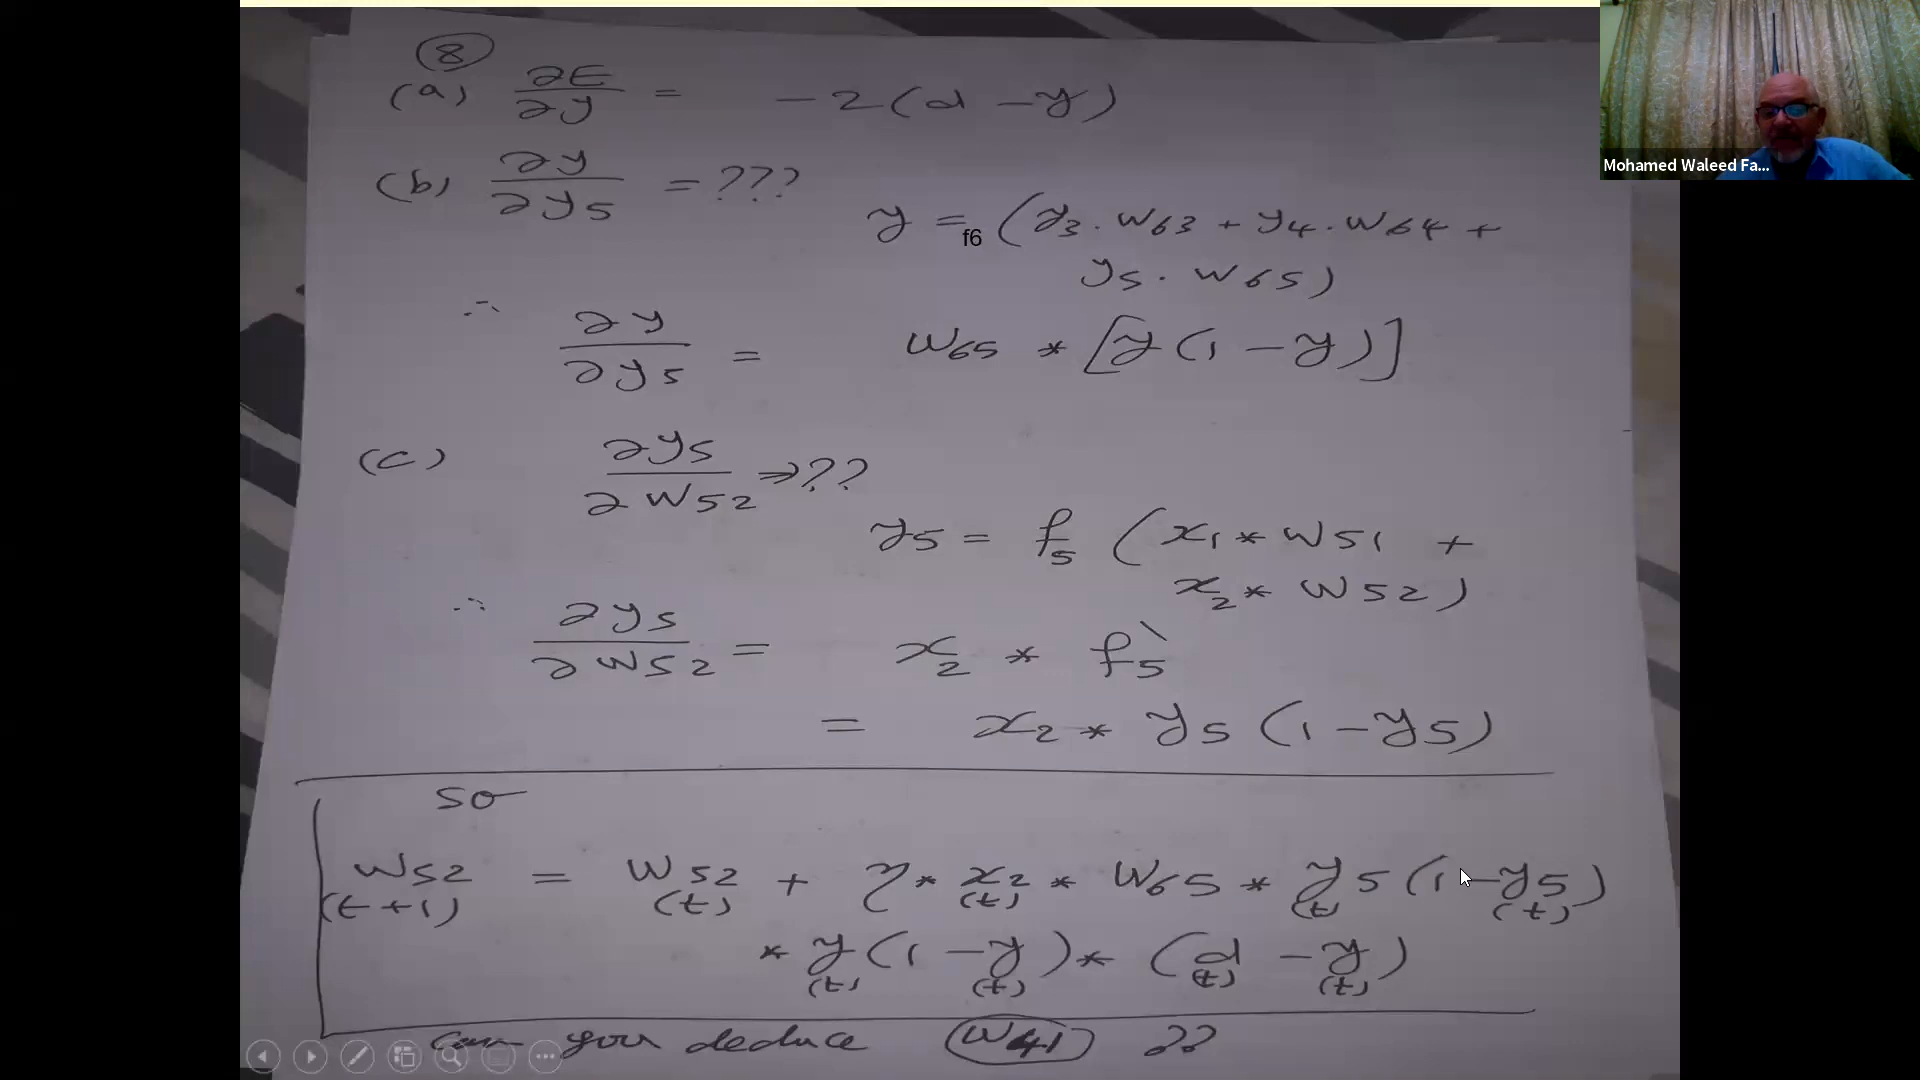 8
(a) ∂E/∂y = -2(d - y)
(b) ∂y/∂y5 = ???
y = f6 (y3 . w63 + y4 . w64 +
y5 . w65)
∴ ∂y/∂y5 = w65 * [y(1 - y)]
(c) ∂y5/∂w52 ⇒ ??
y5 = f5 (x1 * w51 +
x2 * w52)
∴ ∂y5/∂w52 = x2 * f5`
= x2 * y5 (1 - y5)
so
w52 (t+1) = w52 (t) + η * x2 (t) * w65 * y5 (t) (1 - y5 (t))
* y (t) (1 - y (t)) * (d (t) - y (t))
can you deduce w41 ??
Mohamed Waleed Fa...